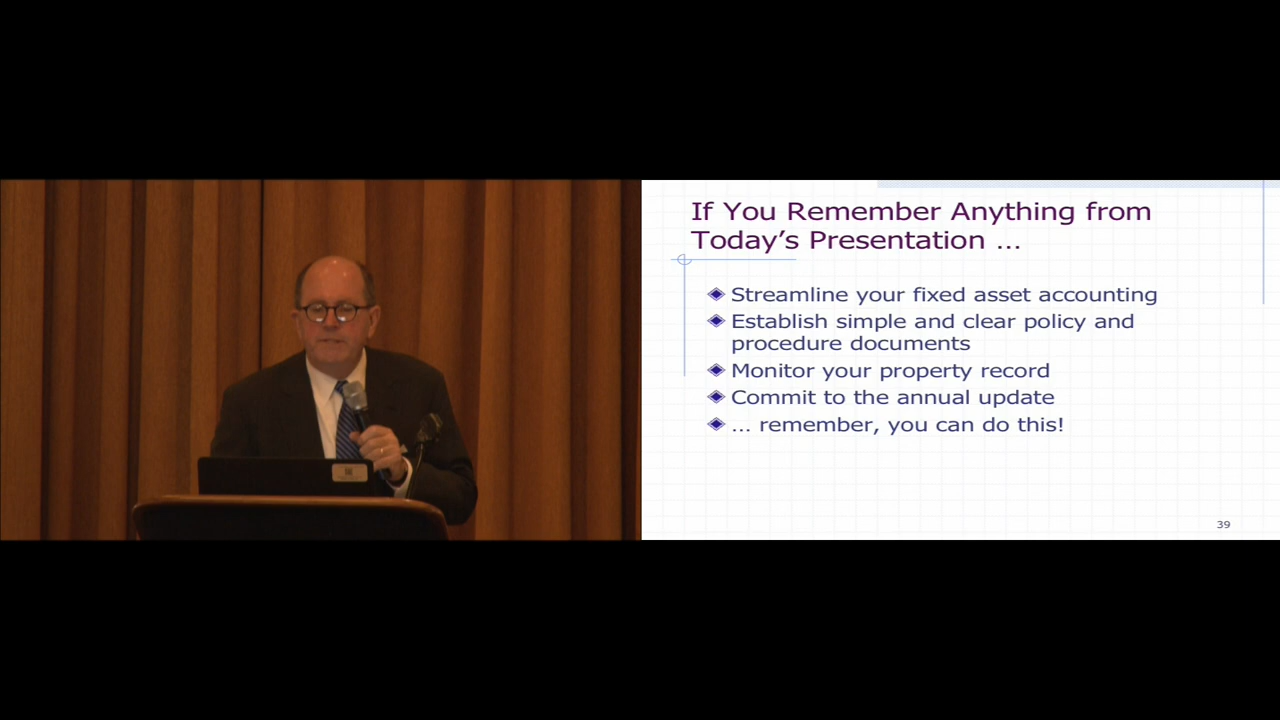 If You Remember Anything from
Today's Presentation ...
Streamline your fixed asset accounting
Establish simple and clear policy and
procedure documents
Monitor your property record
Commit to the annual update
... remember, you can do this!
39